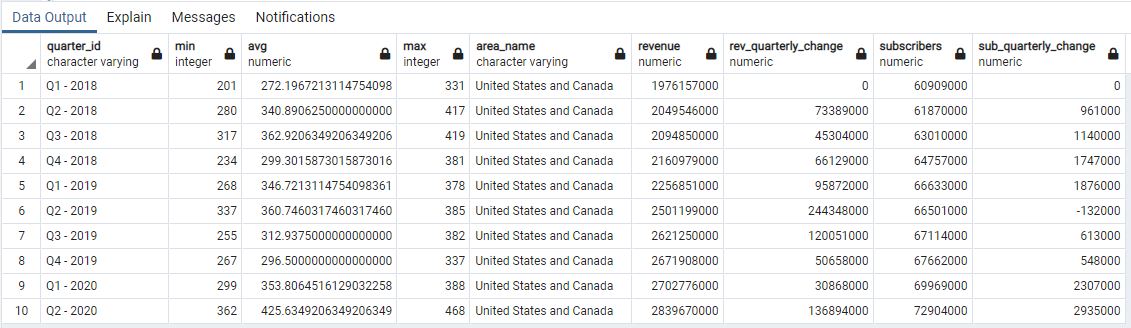 Data Output Explain Messages Notifications
quarter_id min avg max area_name revenue rev_quarterly_change subscribers sub_quarterly_change
character varying integer numeric integer character varying numeric numeric numeric numeric
1 Q1 - 2018 201 272.1967213114754098 331 United States and Canada 1976157000 0 60909000 0
2 Q2 - 2018 280 340.8906250000000000 417 United States and Canada 2049546000 73389000 61870000 961000
3 Q3 - 2018 317 362.9206349206349206 419 United States and Canada 2094850000 45304000 63010000 1140000
4 Q4 - 2018 234 299.3015873015873016 381 United States and Canada 2160979000 66129000 64757000 1747000
5 Q1 - 2019 268 346.7213114754098361 378 United States and Canada 2256851000 95872000 66633000 1876000
6 Q2 - 2019 337 360.7460317460317460 385 United States and Canada 2501199000 244348000 66501000 -132000
7 Q3 - 2019 255 312.9375000000000000 382 United States and Canada 2621250000 120051000 67114000 613000
8 Q4 - 2019 267 296.5000000000000000 337 United States and Canada 2671908000 50658000 67662000 548000
9 Q1 - 2020 299 353.8064516129032258 388 United States and Canada 2702776000 30868000 69969000 2307000
10 Q2 - 2020 362 425.6349206349206349 468 United States and Canada 2839670000 136894000 72904000 2935000